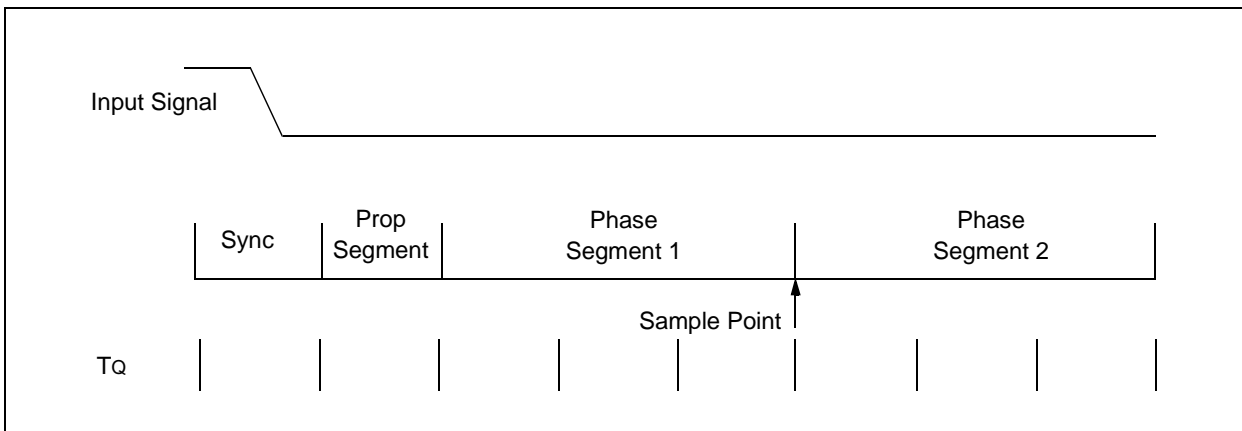 Input Signal
Sync
Prop
Segment
Phase
Segment 1
Phase
Segment 2
Sample Point
TQ